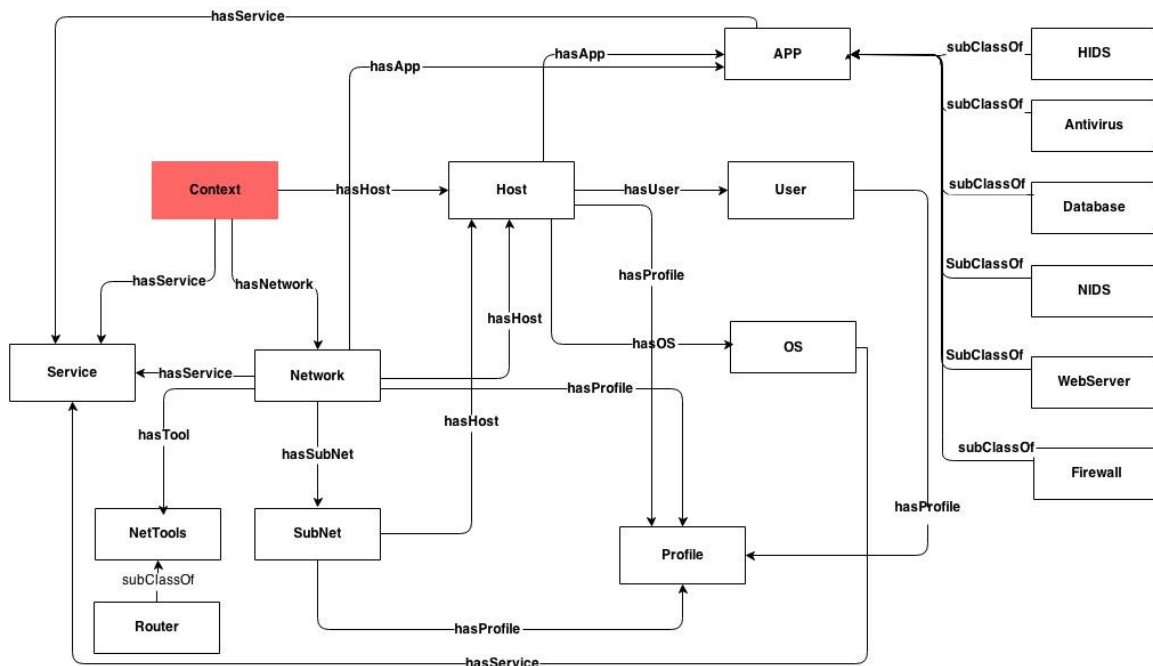 hasService
APP
subClassOf
HIDS
hasApp
hasApp
subClassOf
Antivirus
Context
hasHost
Host
hasUser
User
subClassOf
Database
hasService
hasNetwork
hasProfile
SubClassOf
NIDS
hasHost
hasOS
OS
Service
hasService
Network
hasProfile
SubClassOf
WebServer
hasTool
hasSubNet
hasHost
subClassOf
Firewall
hasProfile
NetTools
SubNet
Profile
subClassOf
Router
hasProfile
hasService